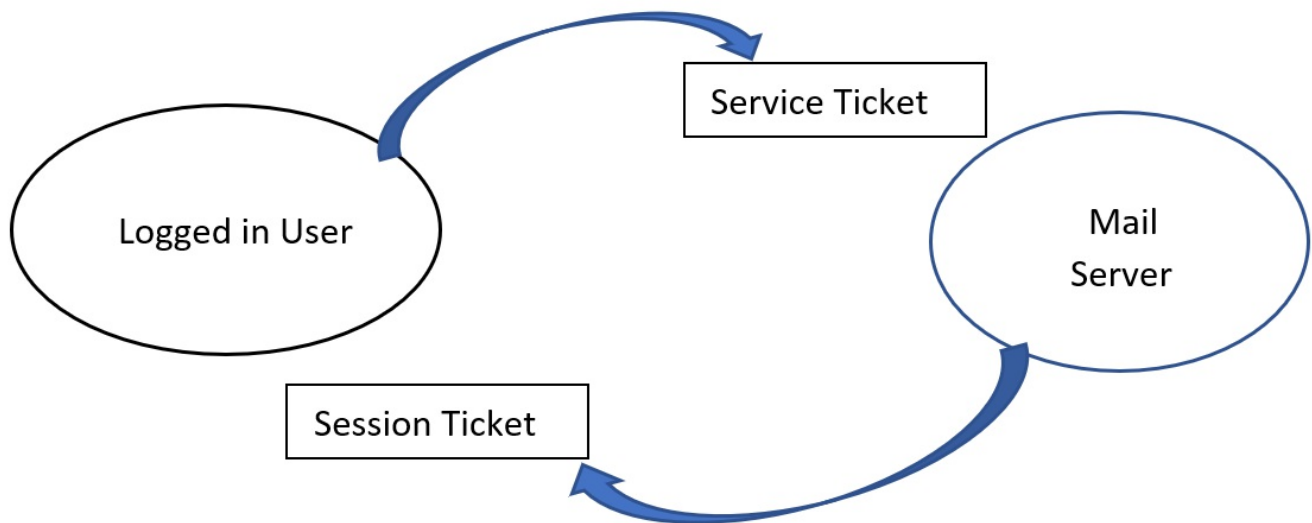 Service Ticket
Logged in User
Mail
Server
Session Ticket